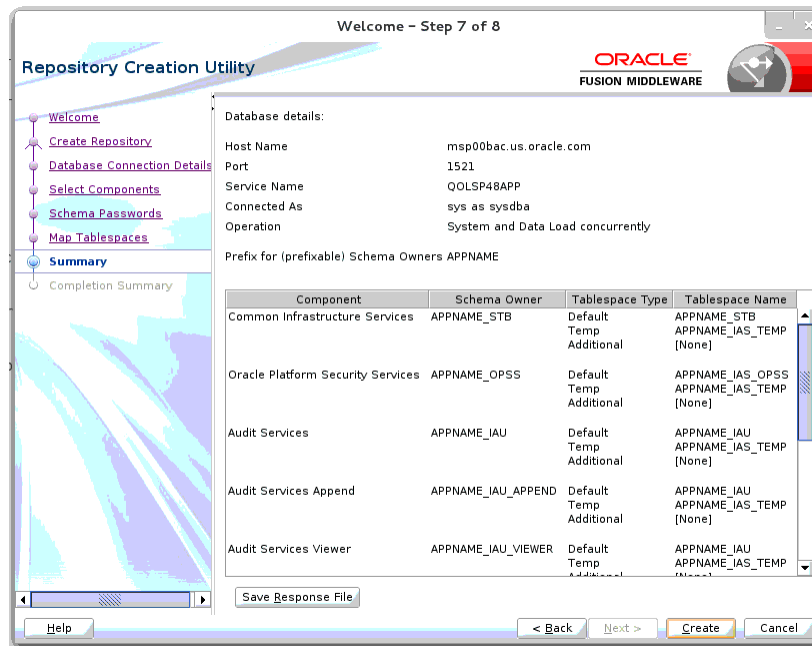 Welcome – Step 7 of 8
Repository Creation Utility
ORACLE
FUSION MIDDLEWARE
Welcome
Create Repository
Database Connection Details
Select Components
Schema Passwords
Map Tablespaces
Summary
Completion Summary
Database details:
Host Name msp00bac.us.oracle.com
Port 1521
Service Name QOLSP48APP
Connected As sys as sysdba
Operation System and Data Load concurrently
Prefix for (prefixable) Schema Owners APPNAME
Component Schema Owner Tablespace Type Tablespace Name
Common Infrastructure Services APPNAME_STB Default APPNAME_STB
Temp APPNAME_IAS_TEMP
Additional [None]
Oracle Platform Security Services APPNAME_OPSS Default APPNAME_IAS_OPSS
Temp APPNAME_IAS_TEMP
Additional [None]
Audit Services APPNAME_IAU Default APPNAME_IAU
Temp APPNAME_IAS_TEMP
Additional [None]
Audit Services Append APPNAME_IAU_APPEND Default APPNAME_IAU
Temp APPNAME_IAS_TEMP
Additional [None]
Audit Services Viewer APPNAME_IAU_VIEWER Default APPNAME_IAU
Temp APPNAME_IAS_TEMP
Additional [None]
Save Response File
Help < Back Next > Create Cancel